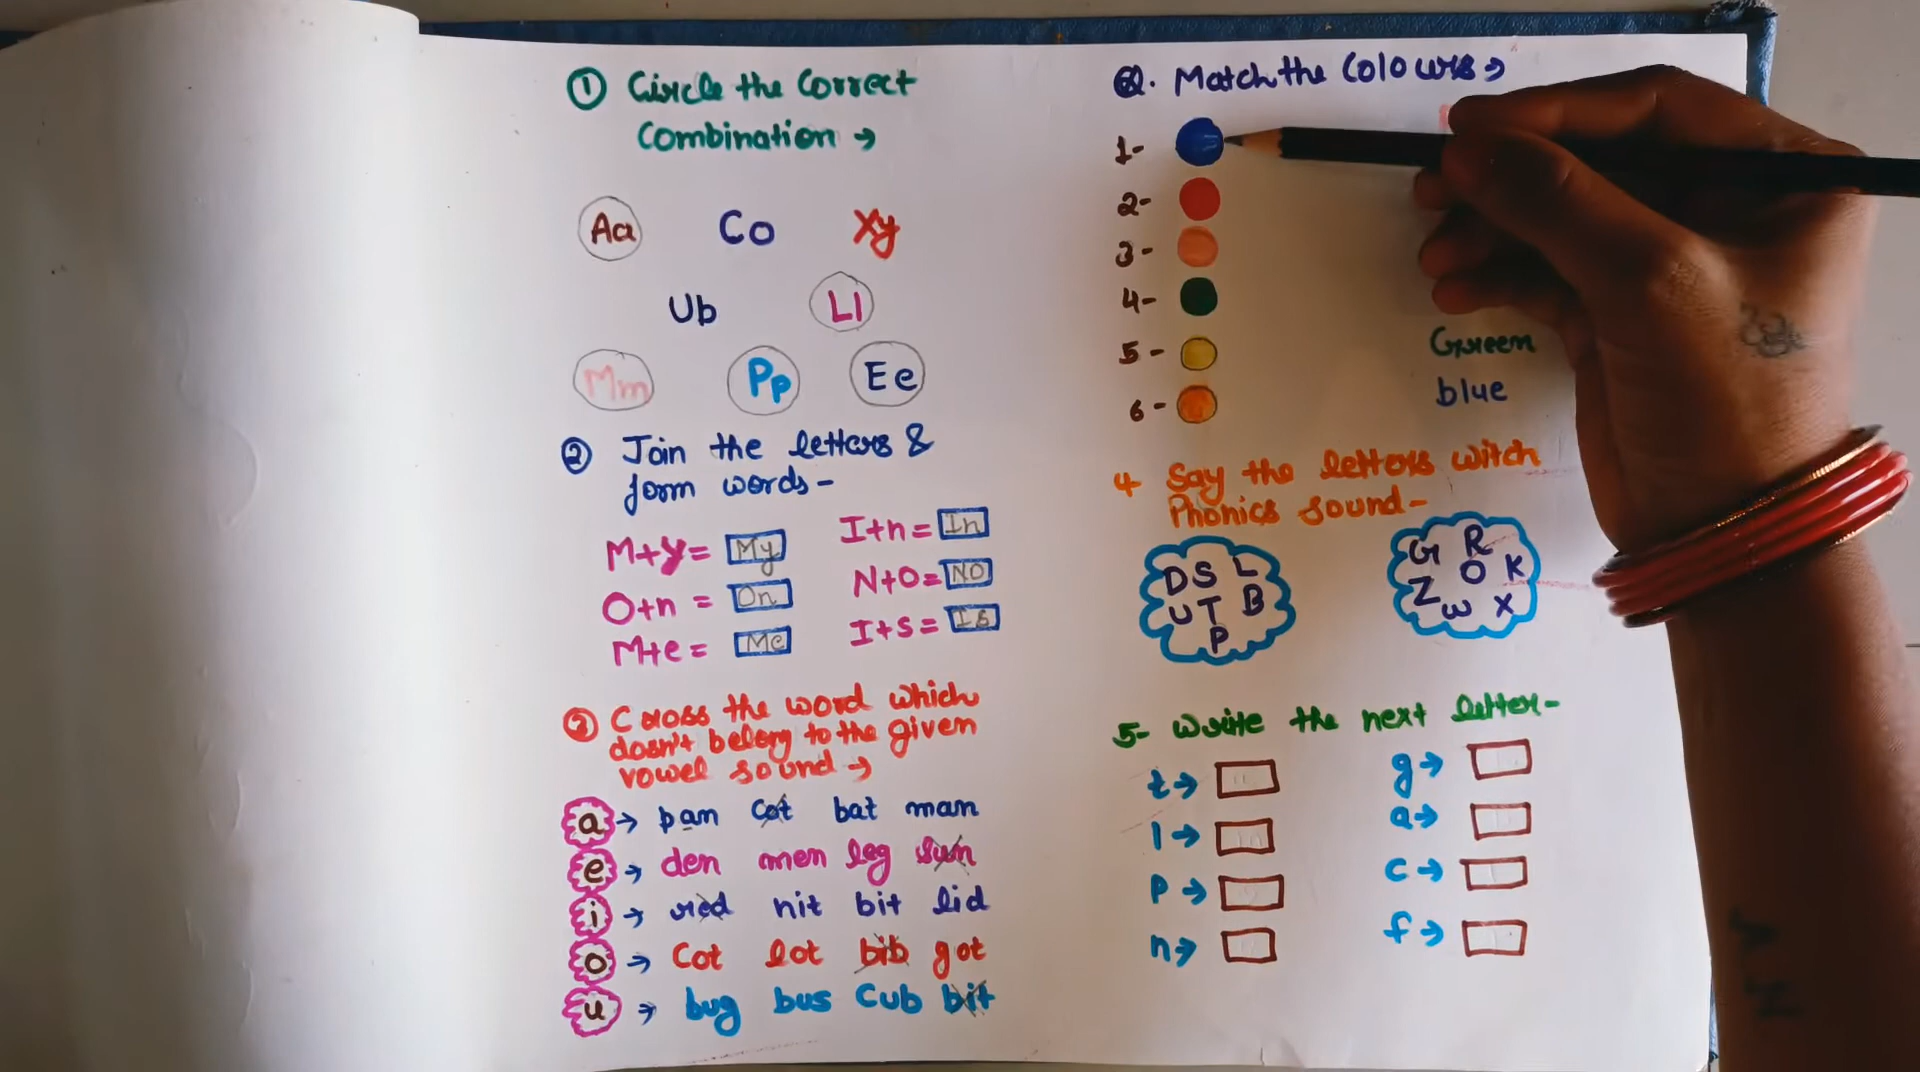 ① Circle the Correct
Combination →
Aa Co Xy
Ub Ll
Mm Pp Ee
② Join the letters &
form words-
M+y= My I+n= In
O+n = On N+O= NO
M+e= Me I+S= Is
③ Cross the word which
dosn't belong to the given
vowel sound →
a → pam Cot bat man
e → den men leg sun
i → red nit bit lid
o → Cot lot bib got
u → bug bus Cub bit
Q. Match the Colours →
1-
2-
3-
4-
5- Green
6- blue
4 Say the letters witch
Phonics sound-
D S L
U T B
P
G R
Z O K
W X
5- Write the next letter-
t → g →
l → a →
p → c →
n → f →